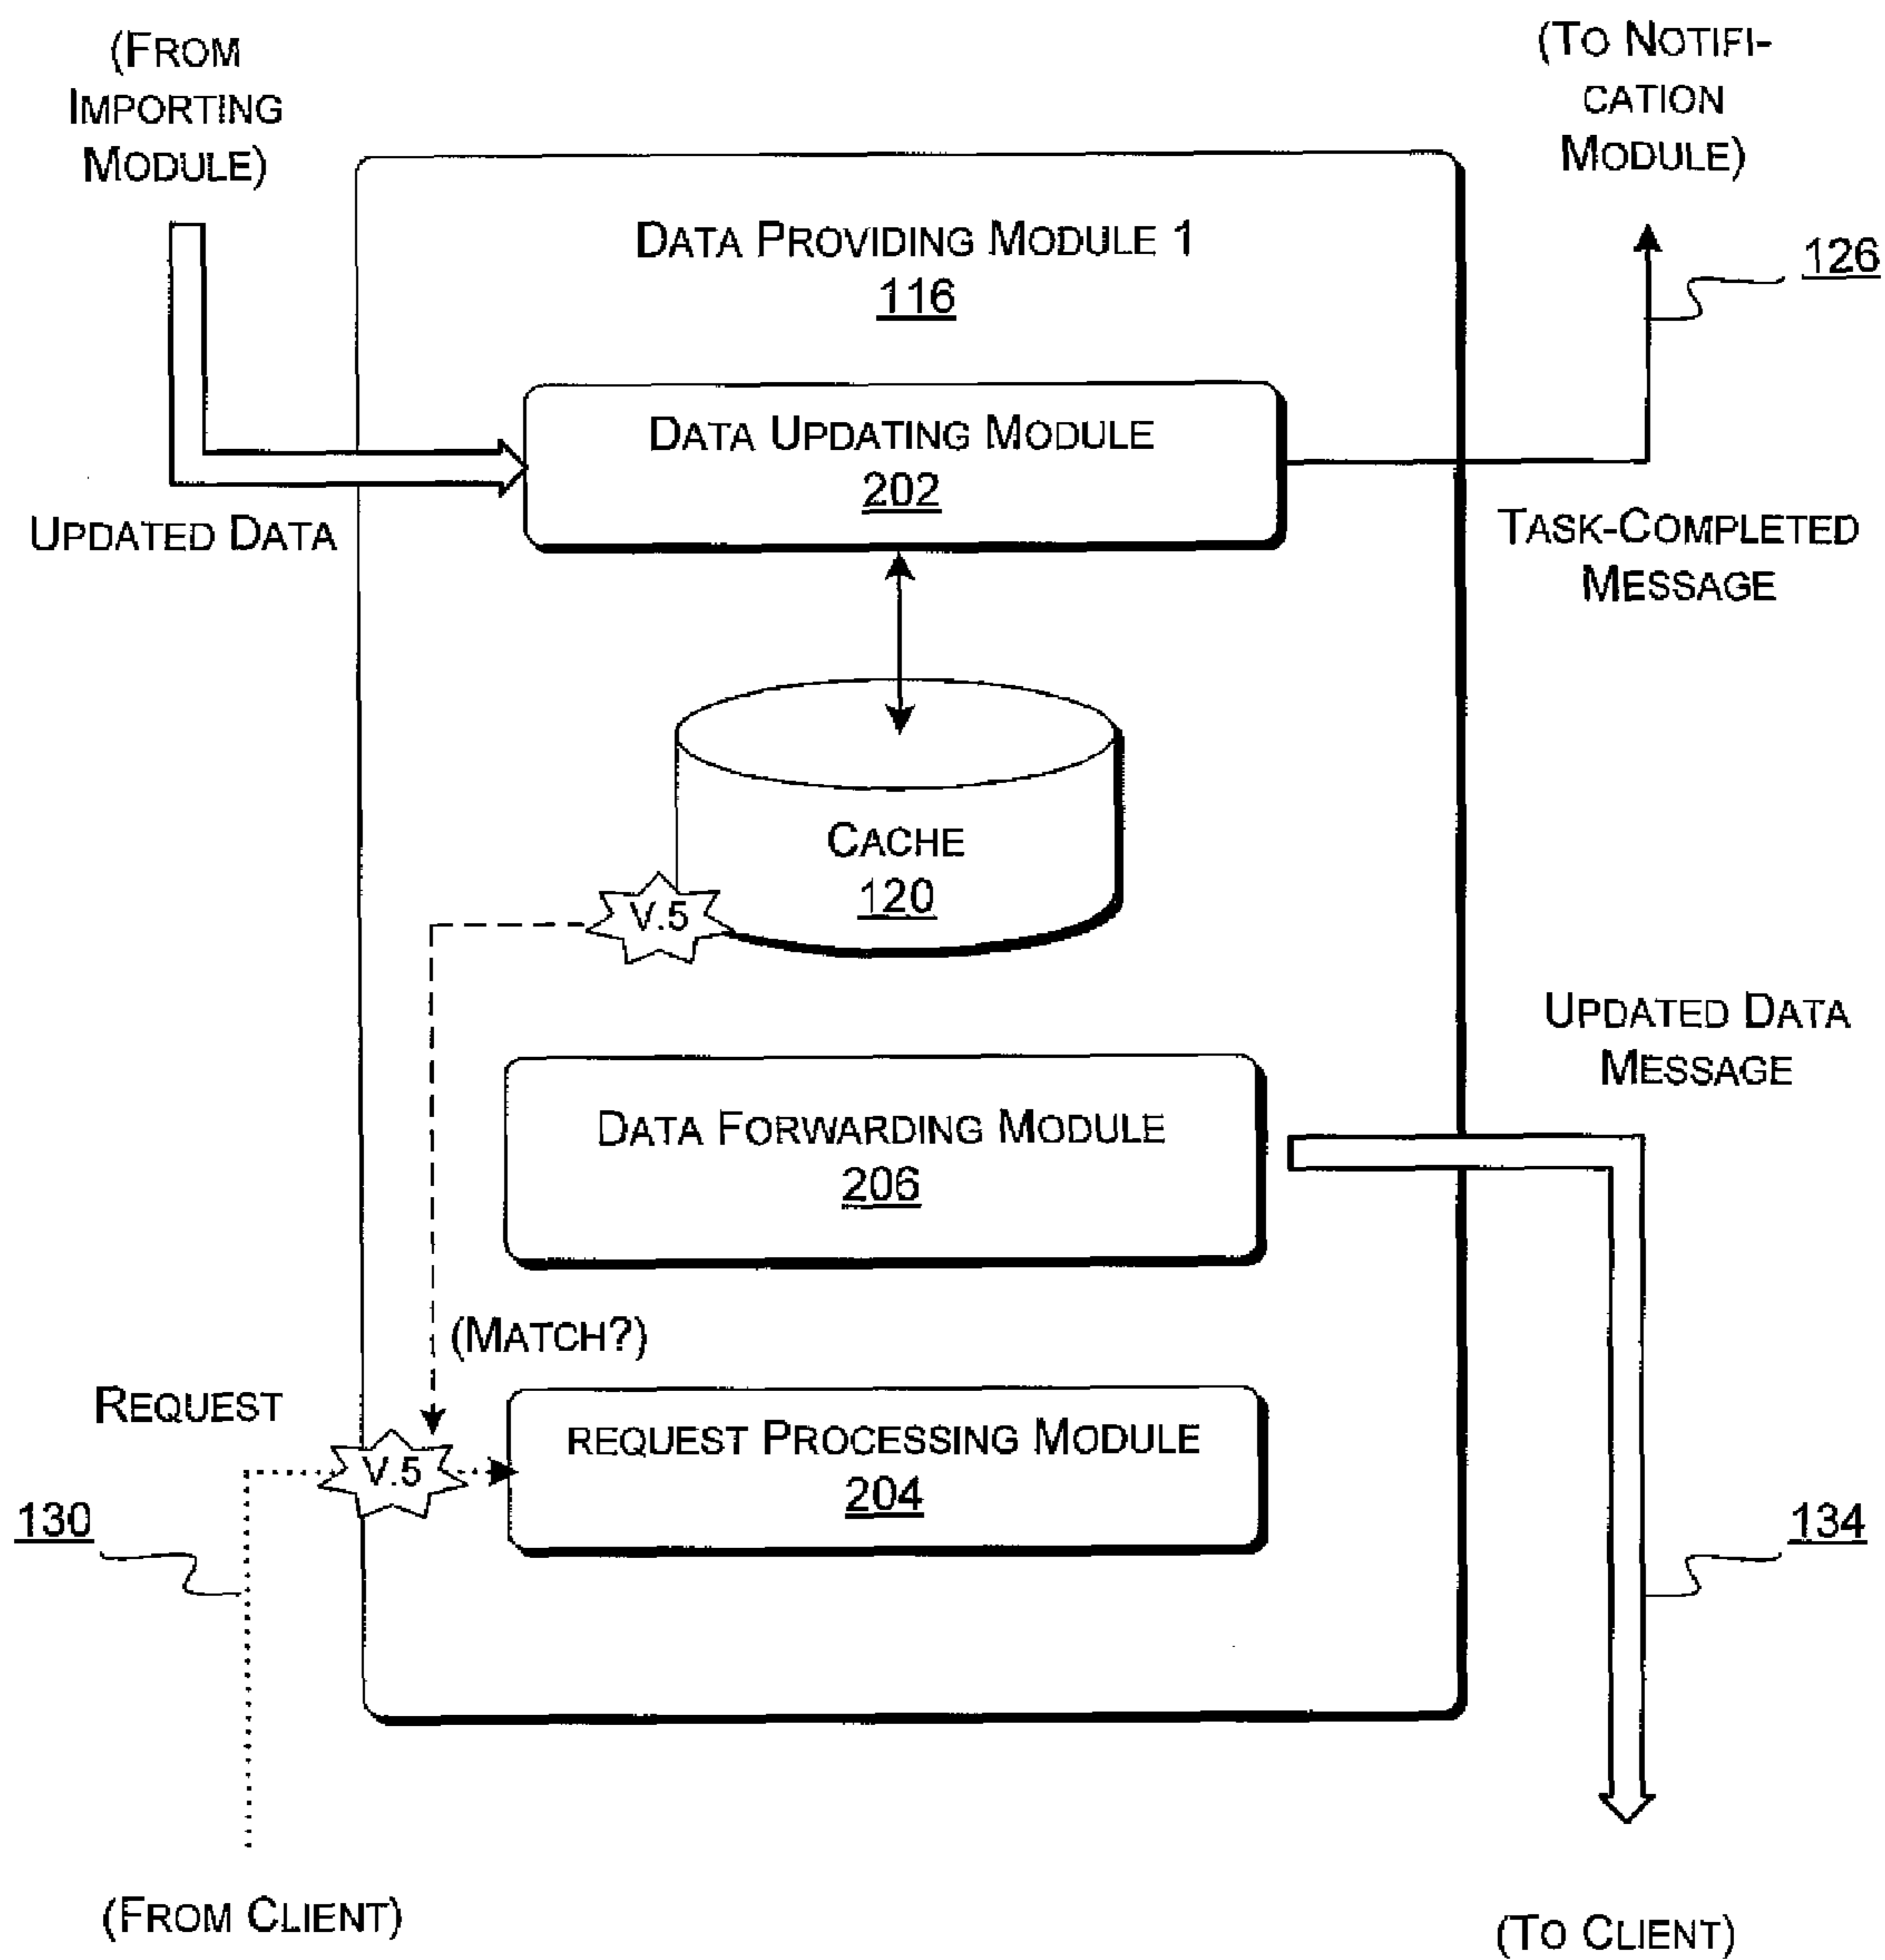 (FROM
IMPORTING
MODULE)
(TO NOTIFI-
CATION
MODULE)
DATA PROVIDING MODULE 1
116
126
DATA UPDATING MODULE
202
UPDATED DATA
TASK-COMPLETED
MESSAGE
CACHE
120
V.5
UPDATED DATA
MESSAGE
DATA FORWARDING MODULE
206
(MATCH?)
REQUEST
REQUEST PROCESSING MODULE
204
V.5
130
134
(FROM CLIENT)
(TO CLIENT)